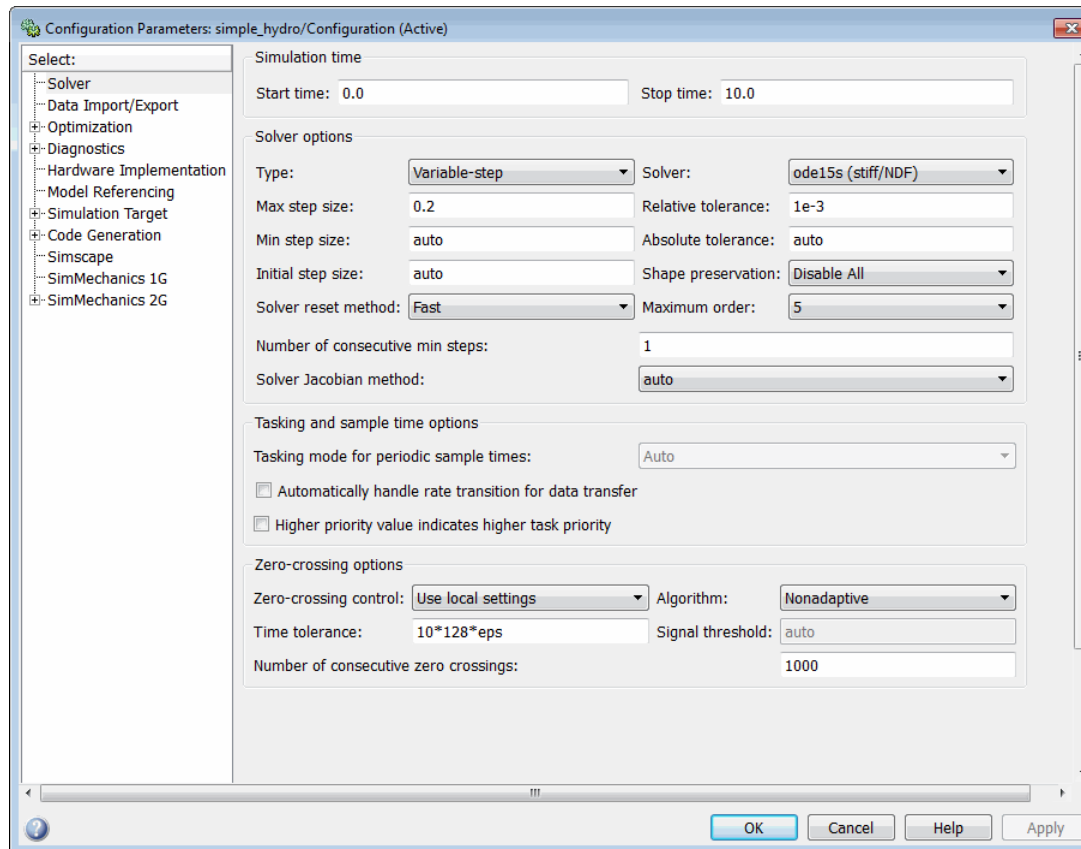 Configuration Parameters: simple_hydro/Configuration (Active)
Select:
Solver
Data Import/Export
Optimization
Diagnostics
Hardware Implementation
Model Referencing
Simulation Target
Code Generation
Simscape
SimMechanics 1G
SimMechanics 2G
Simulation time
Start time: 0.0 Stop time: 10.0
Solver options
Type: Variable-step Solver: ode15s (stiff/NDF)
Max step size: 0.2 Relative tolerance: 1e-3
Min step size: auto Absolute tolerance: auto
Initial step size: auto Shape preservation: Disable All
Solver reset method: Fast Maximum order: 5
Number of consecutive min steps: 1
Solver Jacobian method: auto
Tasking and sample time options
Tasking mode for periodic sample times: Auto
Automatically handle rate transition for data transfer
Higher priority value indicates higher task priority
Zero-crossing options
Zero-crossing control: Use local settings Algorithm: Nonadaptive
Time tolerance: 10*128*eps Signal threshold: auto
Number of consecutive zero crossings: 1000
OK Cancel Help Apply